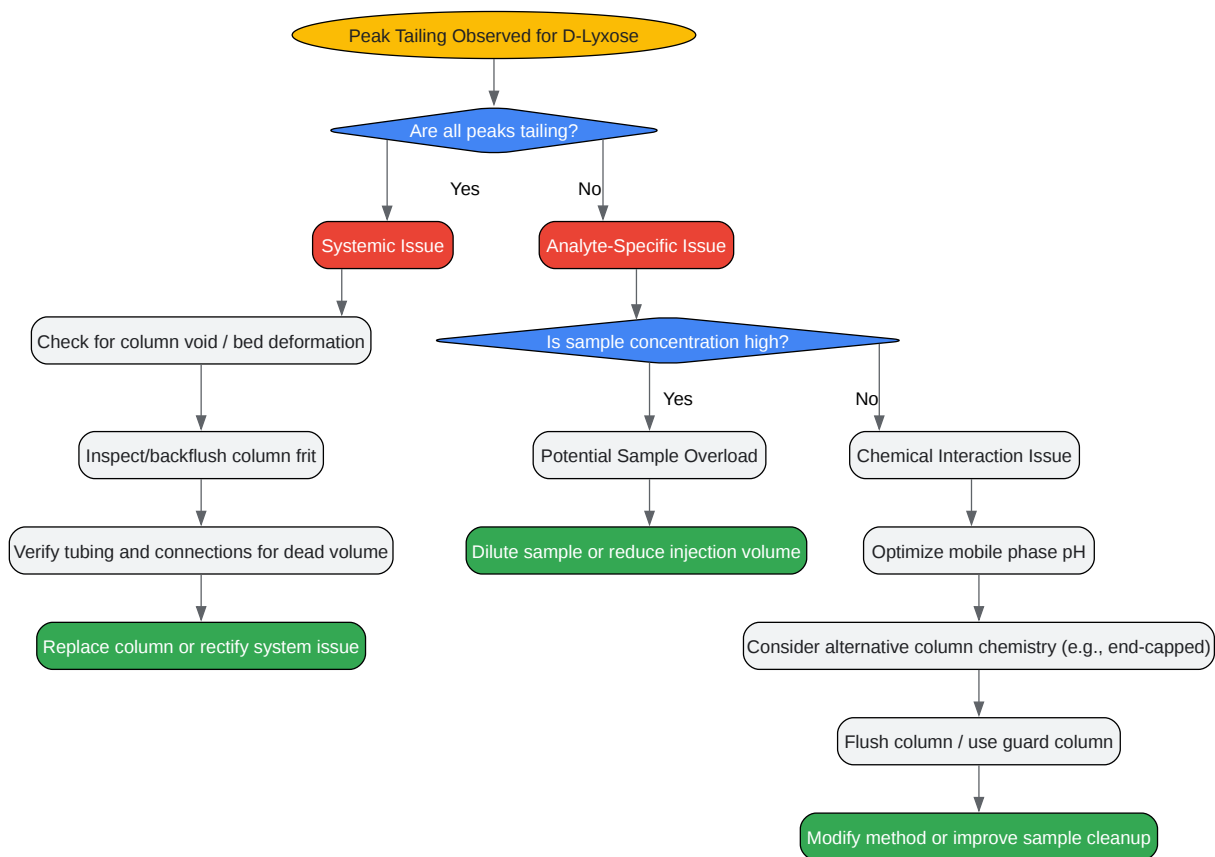 Peak Tailing Observed for D-Lyxose
Are all peaks tailing?
Yes
No
Systemic Issue
Analyte-Specific Issue
Check for column void / bed deformation
Is sample concentration high?
Yes
No
Inspect/backflush column frit
Potential Sample Overload
Chemical Interaction Issue
Verify tubing and connections for dead volume
Dilute sample or reduce injection volume
Optimize mobile phase pH
Replace column or rectify system issue
Consider alternative column chemistry (e.g., end-capped)
Flush column / use guard column
Modify method or improve sample cleanup